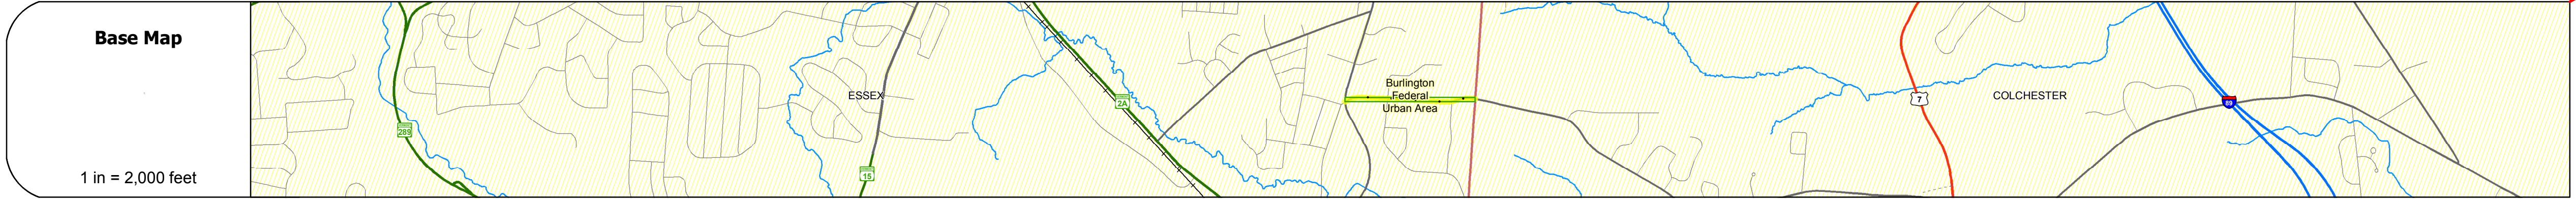 Base Map
1 in = 2,000 feet
289
ESSEX
15
2A
Burlington
Federal
Urban Area
7
COLCHESTER
89